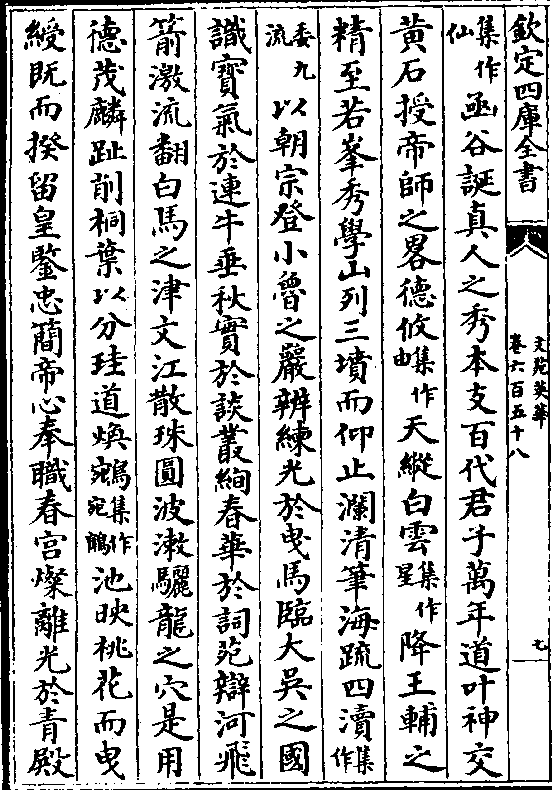 欽定四庫全書
文苑英華
卷六百五十八
七
集作仙函谷誕真人之秀本支百代君子萬年道叶神交
黄石授帝師之畧德攸集作由天縱白雲集作星降王輔之
精至若峯秀學山列三墳而仰止瀾清筆海疏四瀆集作
委九流以朝宗登小魯之巖辨練光於曵馬臨大吳之國
識寳氣於連牛垂秋實於談叢絢春華於詞苑辯河飛
箭激流翻白馬之津文江散珠圓波漱驪龍之穴是用
德茂麟趾削桐葉以分珪道煥鵷集作宛鶴池映桃花而曵
綬既而揆留皇鑒忠簡帝心奉職春宫燦離光於青殿